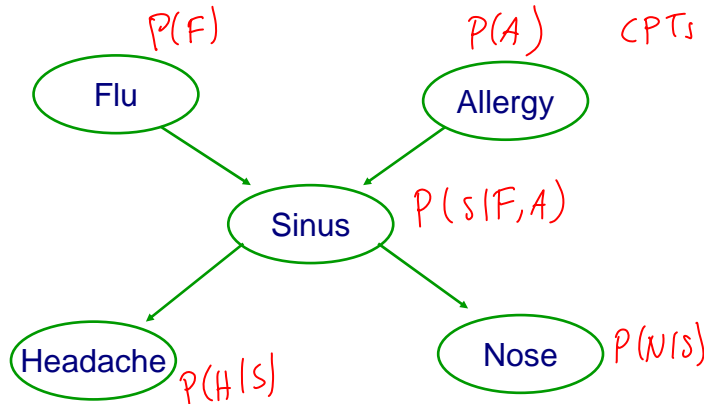 P(F)
P(A)
CPTs
Flu
Allergy
Sinus
P(S|F,A)
Headache
P(H|S)
Nose
P(N|S)